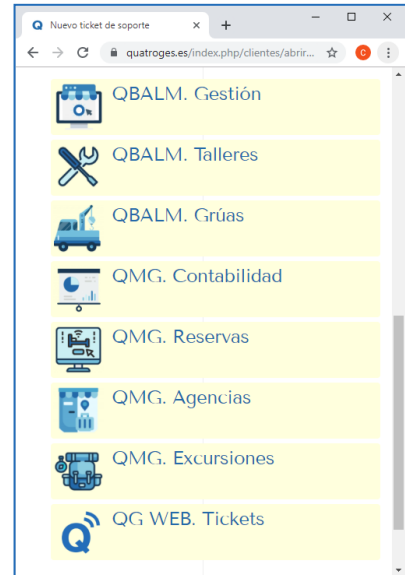 Nuevo ticket de soporte
quatroges.es/index.php/clientes/abrir...
C
QBALM. Gestión
QBALM. Talleres
QBALM. Grúas
QMG. Contabilidad
QMG. Reservas
QMG. Agencias
QMG. Excursiones
QG WEB. Tickets